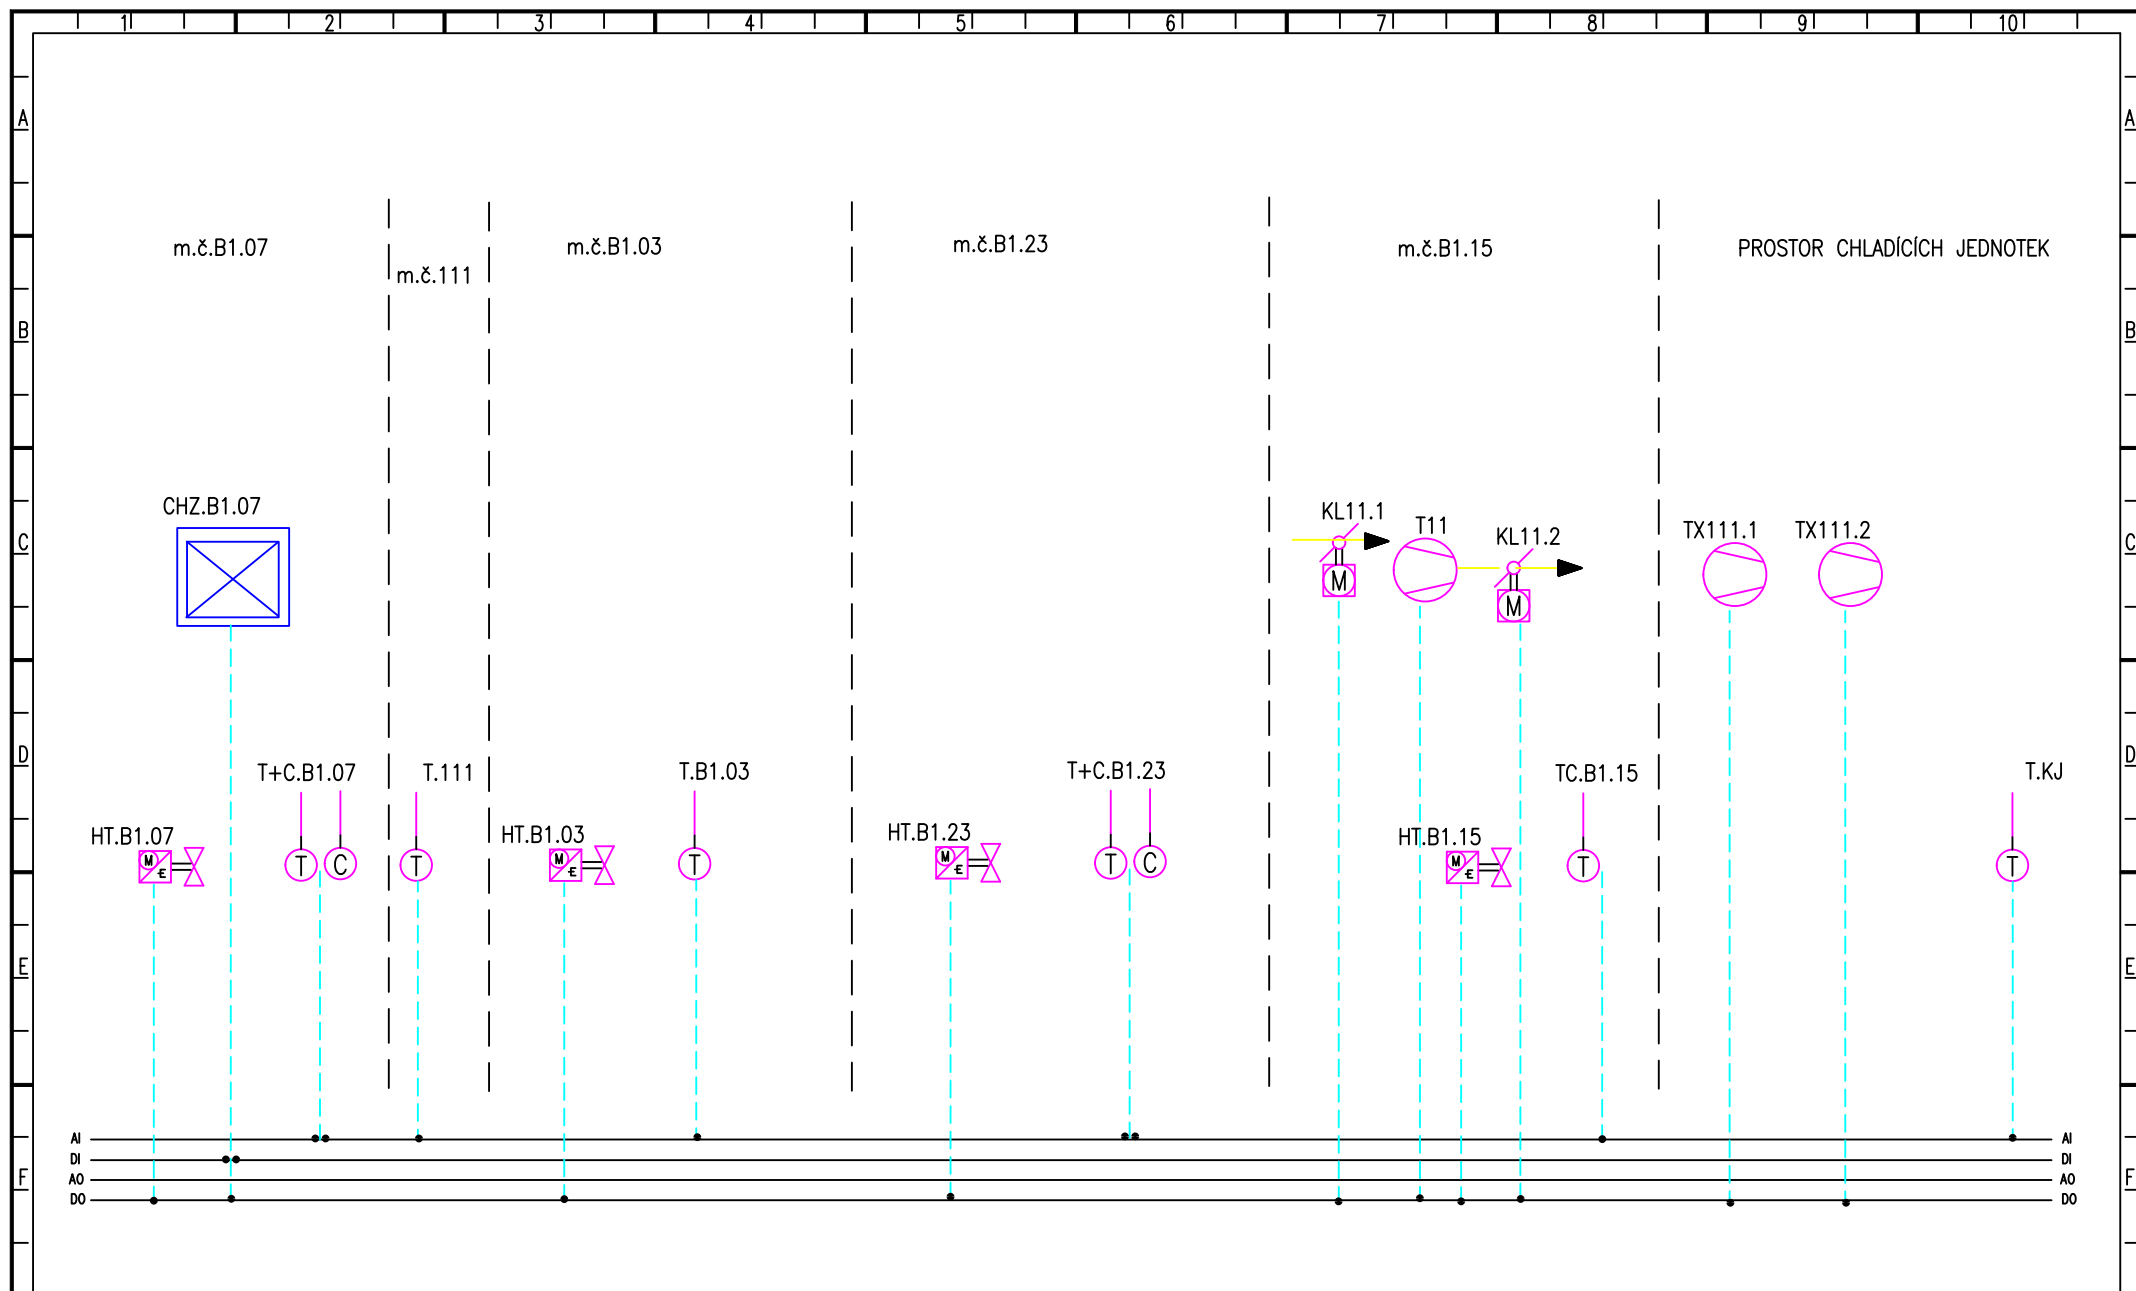 1 2 3 4 5 6 7 8 9 10
A A
m.č.B1.07 m.č.B1.03 m.č.B1.23 m.č.B1.15 PROSTOR CHLADÍCÍCH JEDNOTEK
m.č.111
B B
CHZ.B1.07 KL11.1 T11 KL11.2 TX111.1 TX111.2
C C
M M
D D
T+C.B1.07 T.111 T.B1.03 T+C.B1.23 TC.B1.15 T.KJ
HT.B1.07 HT.B1.03 HT.B1.23 HT.B1.15
M E T C T M E T M E T C M E T T
E E
AI AI
DI DI
F AO AO F
DO DO